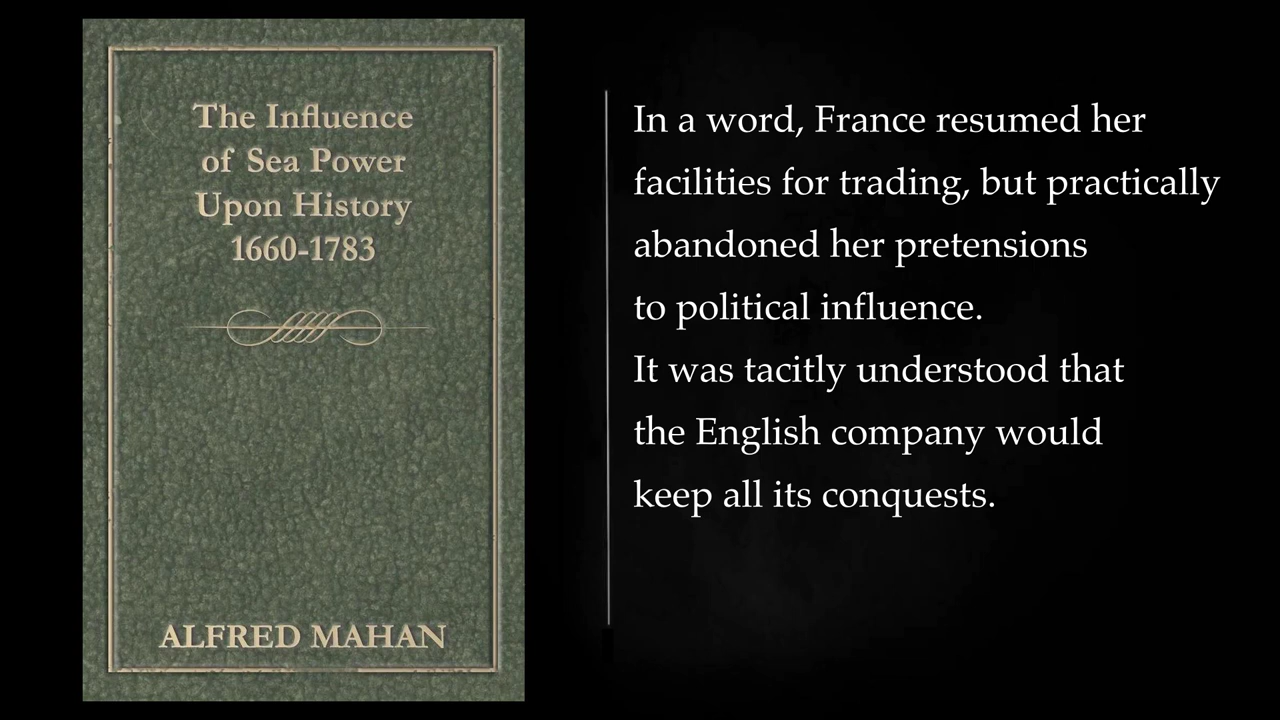 The Influence
of Sea Power
Upon History
1660-1783
ALFRED MAHAN
In a word, France resumed her
facilities for trading, but practically
abandoned her pretensions
to political influence.
It was tacitly understood that
the English company would
keep all its conquests.